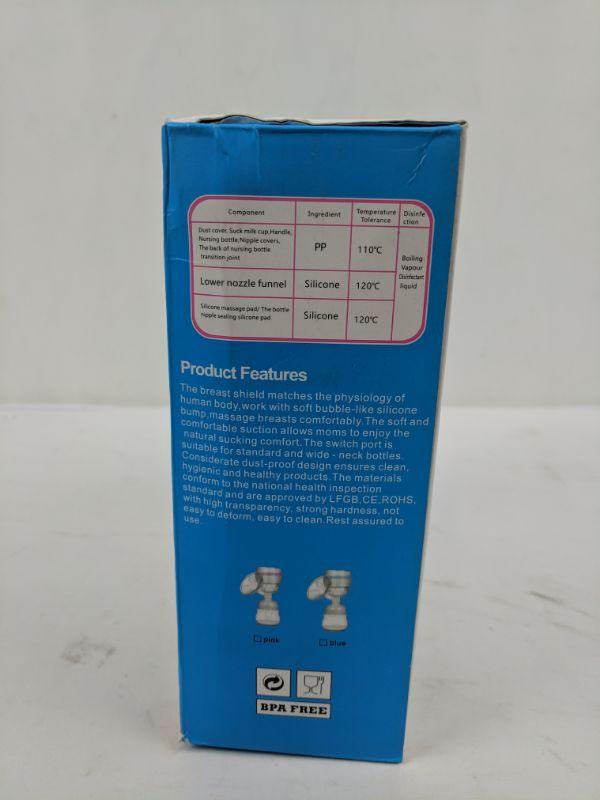 Component Ingredient Temperature Tolerance Disinfe ction
Dust cover, Suck milk cup,Handle,
Nursing bottle,Nipple covers,
The back of nursing bottle
transition joint
PP 110℃
Lower nozzle funnel Silicone 120℃
Silicone massage pad/ The bottle
nipple sealing silicone pad
Silicone 120℃
Boiling
Vapour
Disinfectant
liquid
Product Features
The breast shield matches the physiology of
human body,work with soft bubble-like silicone
bump,massage breasts comfortably.The soft and
comfortable suction allows moms to enjoy the
natural sucking comfort.The switch port is
suitable for standard and wide - neck bottles.
Considerate dust-proof design ensures clean,
hygienic and healthy products.The materials
conform to the national health inspection
standard and are approved by LFGB,CE,ROHS,
with high transparency, strong hardness, not
easy to deform, easy to clean.Rest assured to
use.
pink blue
BPA FREE